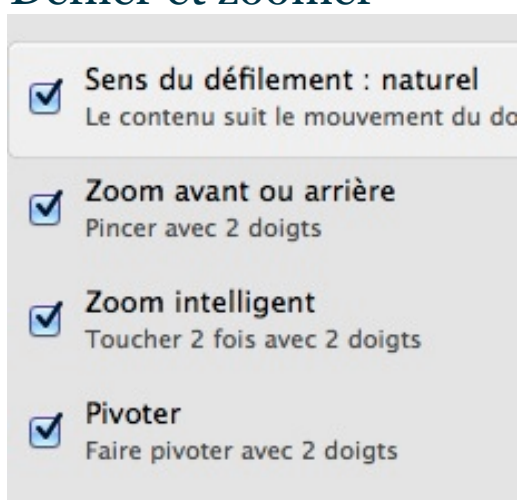 Défiler et zoomer
Sens du défilement : naturel
Le contenu suit le mouvement du
Zoom avant ou arrière
Pincer avec 2 doigts
Zoom intelligent
Toucher 2 fois avec 2 doigts
Pivoter
Faire pivoter avec 2 doigts